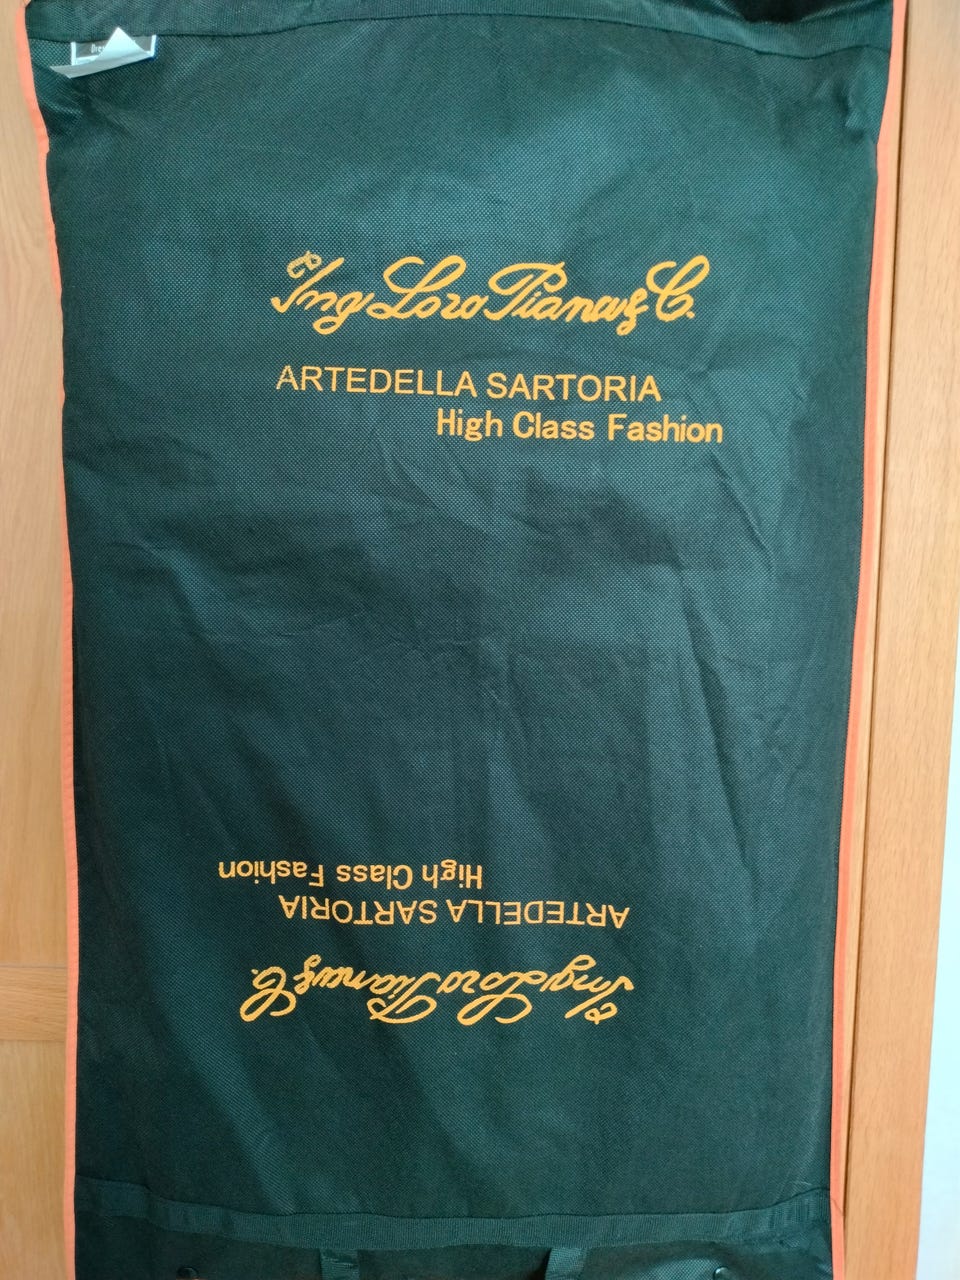 Ing Loro Piana & C.
ARTEDELLA SARTORIA
High Class Fashion
High Class Fashion
ARTEDELLA SARTORIA
Ing Loro Piana & C.